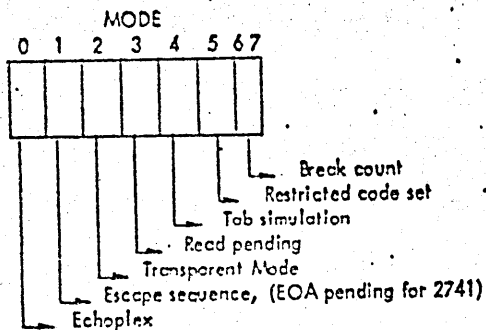 MODE
0 1 2 3 4 5 6 7
Break count
Restricted code set
Tab simulation
Read pending
Transparent Mode
Escape sequence, (EOA pending for 2741)
Echoplex